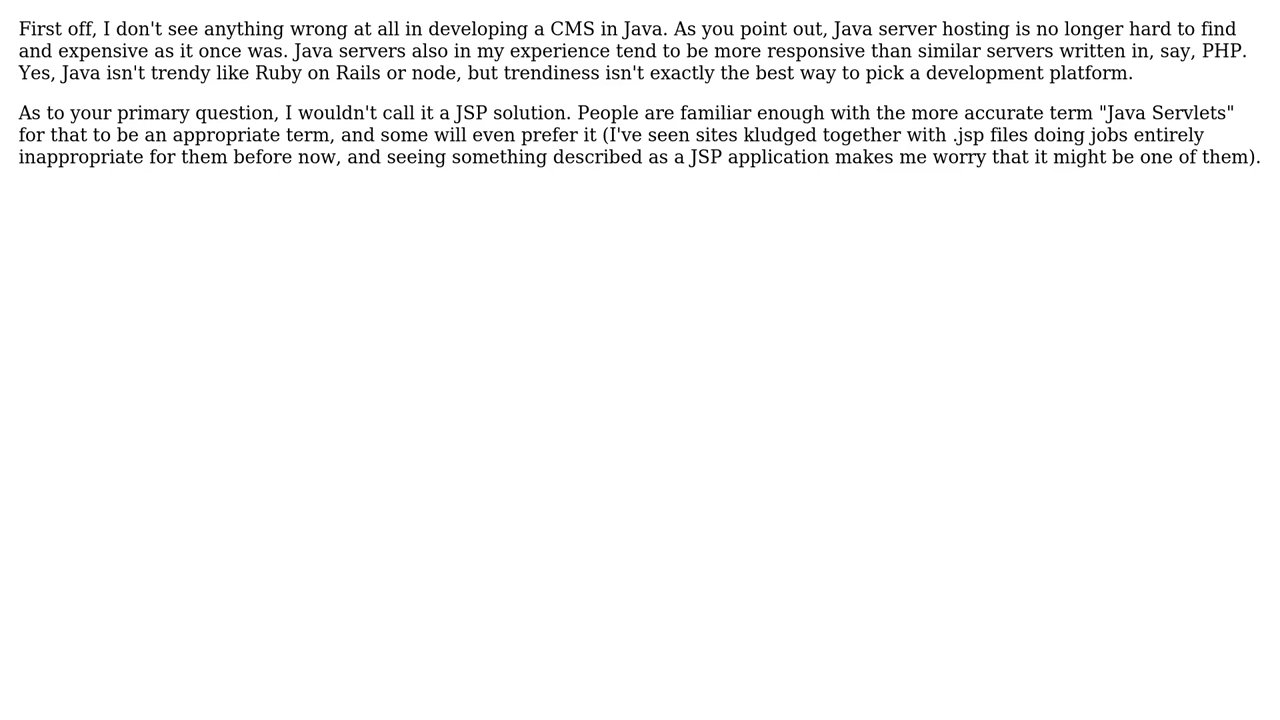 First off, I don't see anything wrong at all in developing a CMS in Java. As you point out, Java server hosting is no longer hard to find
and expensive as it once was. Java servers also in my experience tend to be more responsive than similar servers written in, say, PHP.
Yes, Java isn't trendy like Ruby on Rails or node, but trendiness isn't exactly the best way to pick a development platform.
As to your primary question, I wouldn't call it a JSP solution. People are familiar enough with the more accurate term "Java Servlets"
for that to be an appropriate term, and some will even prefer it (I've seen sites kludged together with .jsp files doing jobs entirely
inappropriate for them before now, and seeing something described as a JSP application makes me worry that it might be one of them).